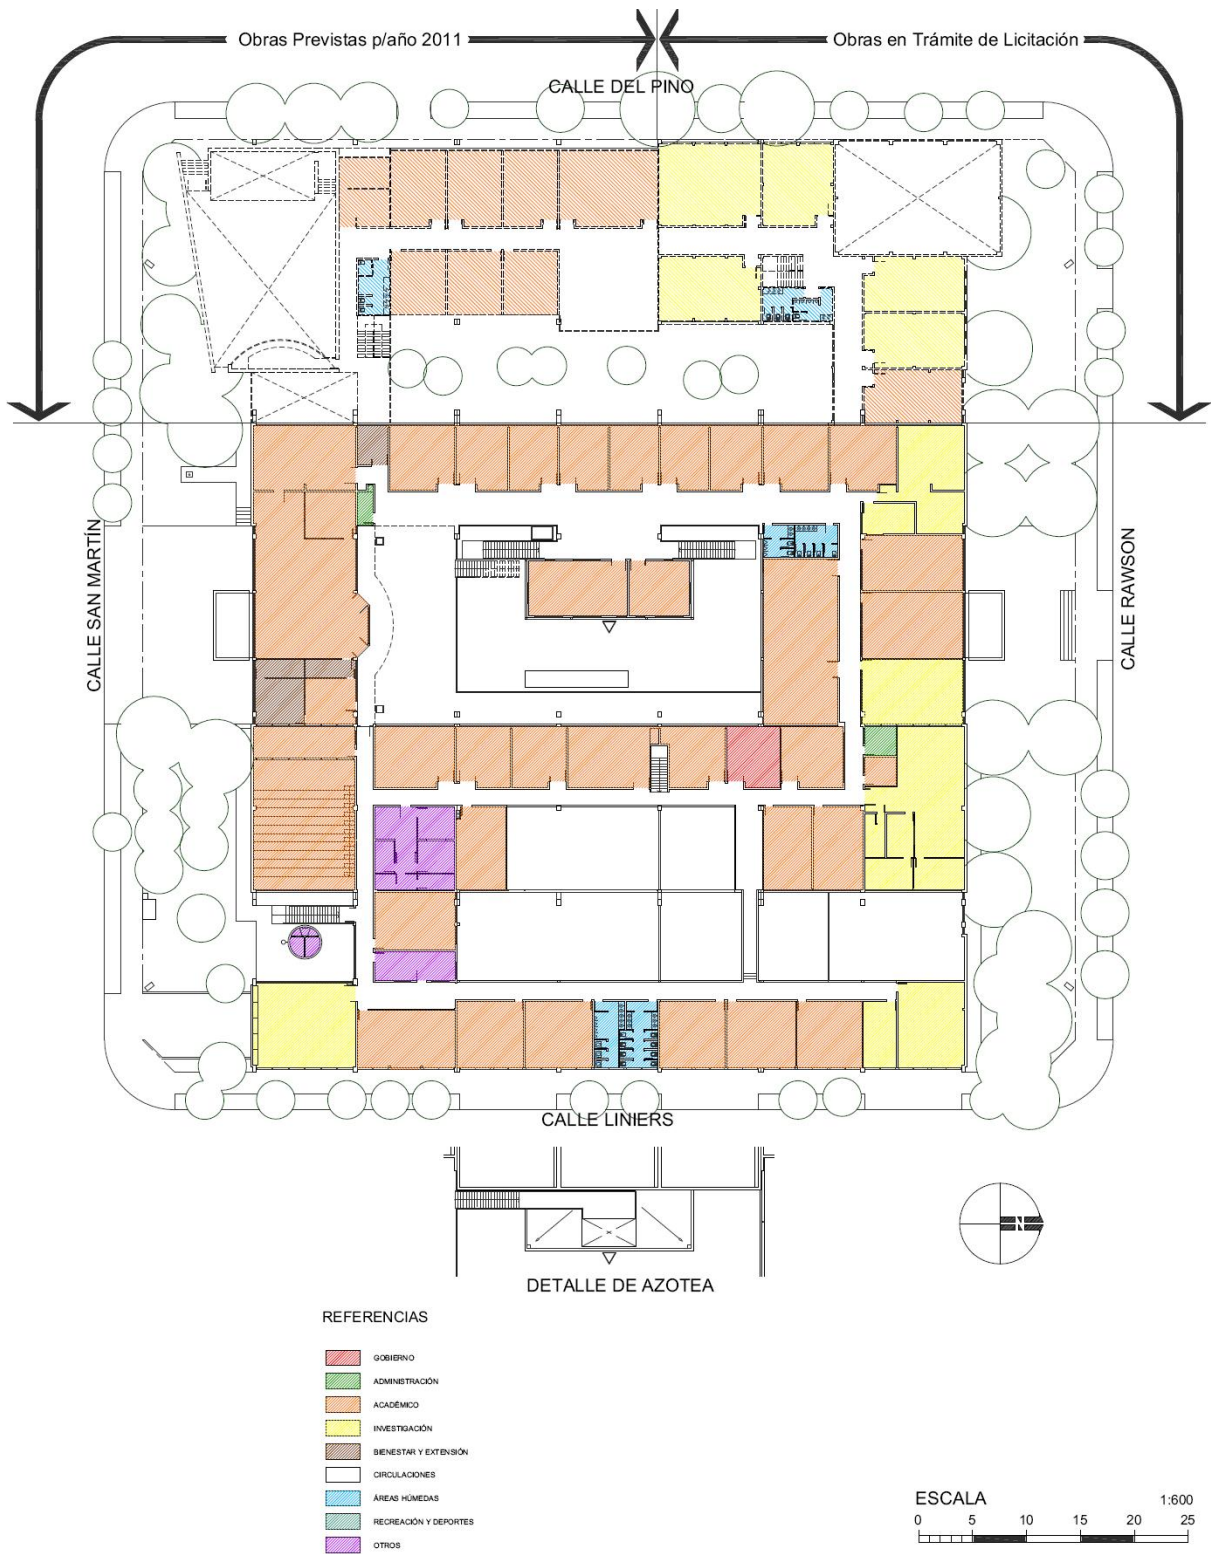 Obras Previstas p/año 2011
Obras en Trámite de Licitación
CALLE DEL PINO
CALLE SAN MARTÍN
CALLE RAWSON
CALLE LINIERS
N
DETALLE DE AZOTEA
REFERENCIAS
GOBIERNO
ADMINISTRACIÓN
ACADÉMICO
INVESTIGACIÓN
BIENESTAR Y EXTENSIÓN
CIRCULACIONES
ÁREAS HÚMEDAS
RECREACIÓN Y DEPORTES
OTROS
ESCALA 1:600
0 5 10 15 20 25